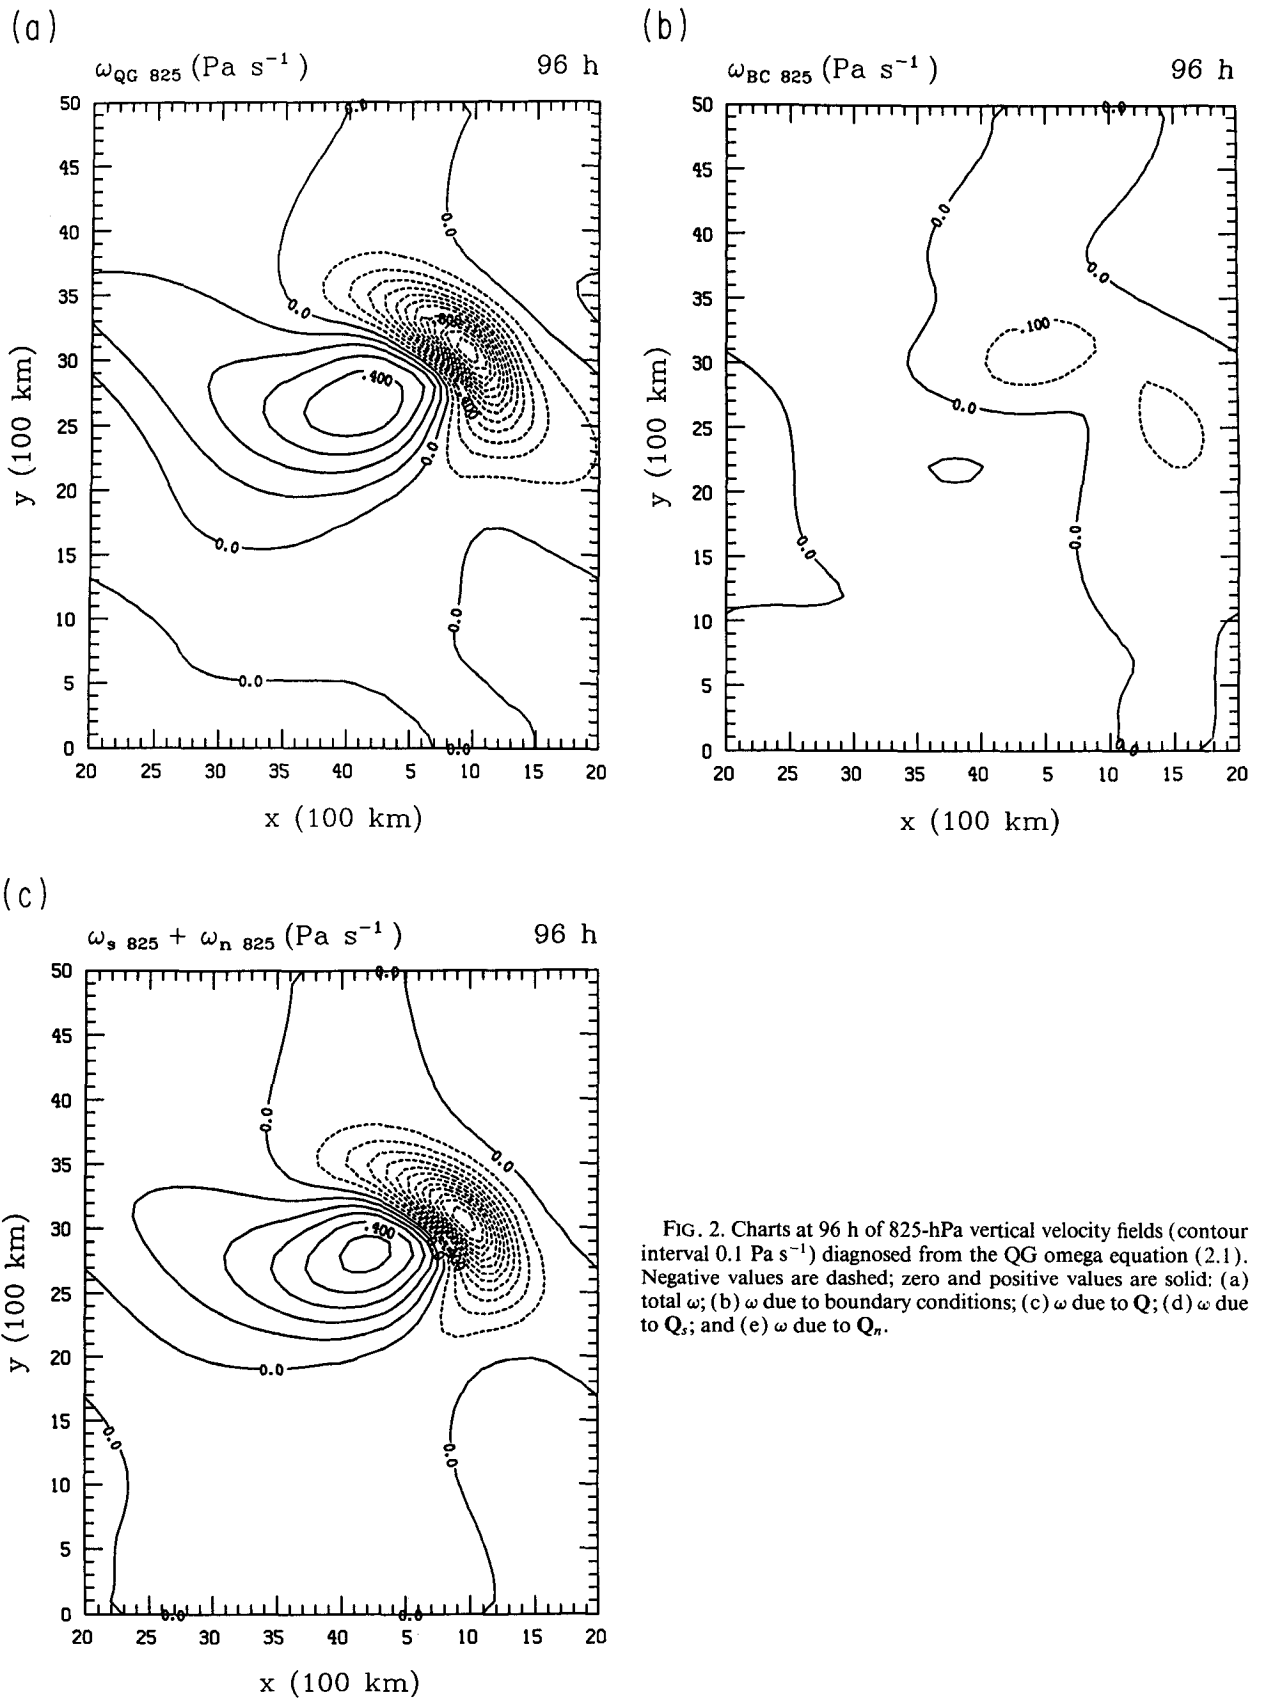 (a)
ωQG 825 (Pa s−1) 96 h
50
45
40
35
30
25
20
15
10
5
0
y (100 km)
0.0
0.0
0.0
.400
0.0
0.0
0.0
0.0
0.0
20 25 30 35 40 5 10 15 20
x (100 km)
(b)
ωBC 825 (Pa s−1) 96 h
50
45
40
35
30
25
20
15
10
5
0
y (100 km)
0.0
0.0
0.0
.100
0.0
0.0
0.0
0.0
20 25 30 35 40 5 10 15 20
x (100 km)
(c)
ωs 825 + ωn 825 (Pa s−1) 96 h
50
45
40
35
30
25
20
15
10
5
0
y (100 km)
0.0
0.0
0.0
.400
0.0
0.0
0.0
0.0
0.0
20 25 30 35 40 5 10 15 20
x (100 km)
FIG. 2. Charts at 96 h of 825-hPa vertical velocity fields (contour
interval 0.1 Pa s−1) diagnosed from the QG omega equation (2.1).
Negative values are dashed; zero and positive values are solid: (a)
total ω; (b) ω due to boundary conditions; (c) ω due to Q; (d) ω due
to Qs; and (e) ω due to Qn.